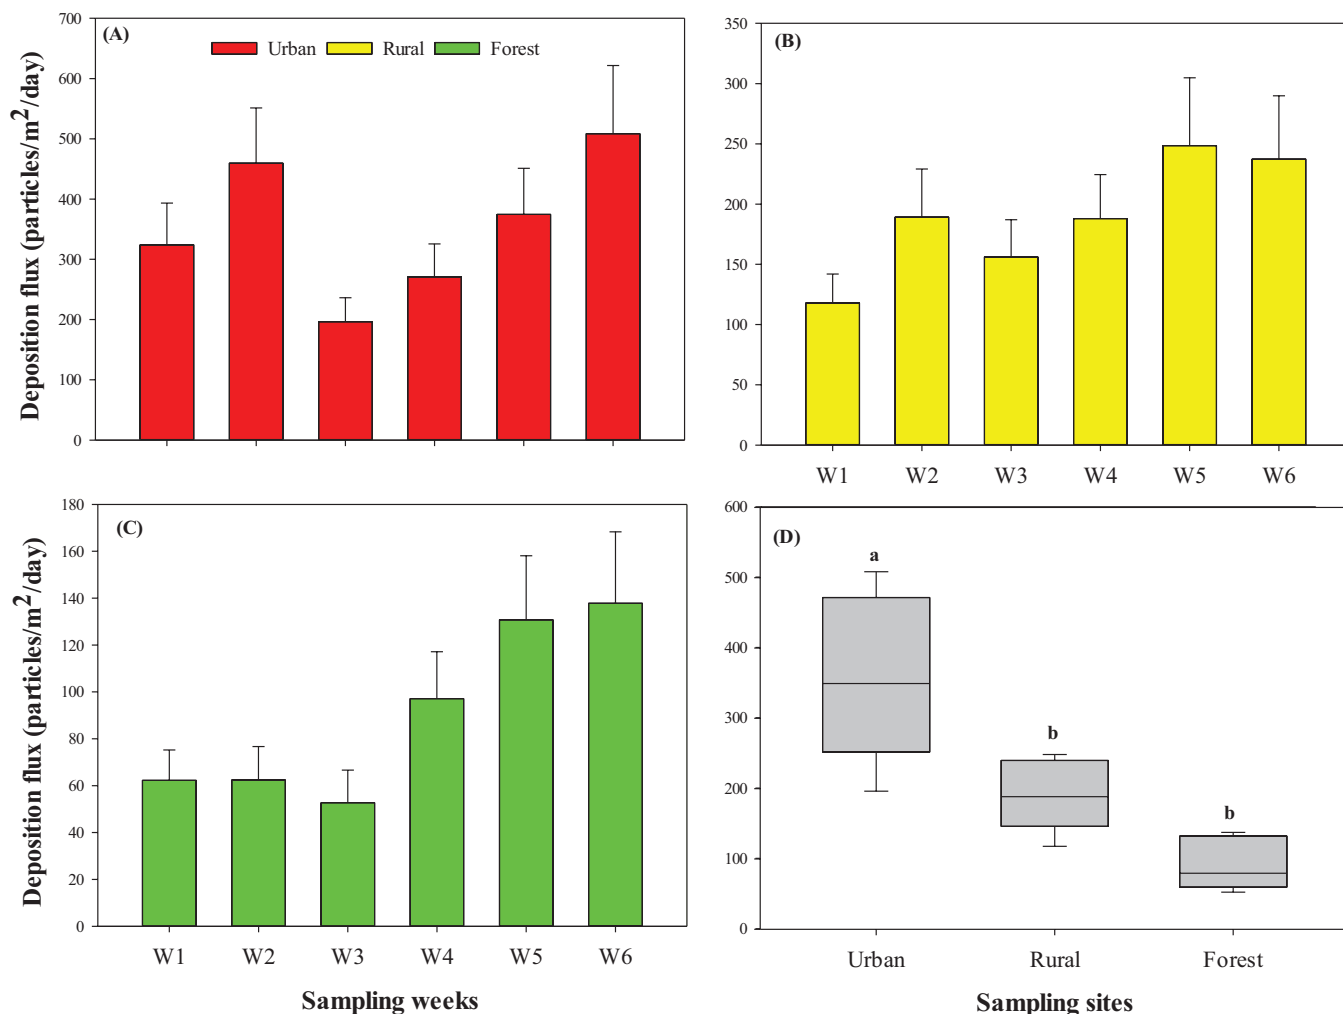 (A)
Urban Rural Forest
Deposition flux (particles/m²/day)
700
600
500
400
300
200
100
0
(B)
350
300
250
200
150
100
50
0
W1 W2 W3 W4 W5 W6
(C)
Deposition flux (particles/m²/day)
180
160
140
120
100
80
60
40
20
0
W1 W2 W3 W4 W5 W6
Sampling weeks
(D)
600
500
400
300
200
100
0
a
b
b
Urban Rural Forest
Sampling sites